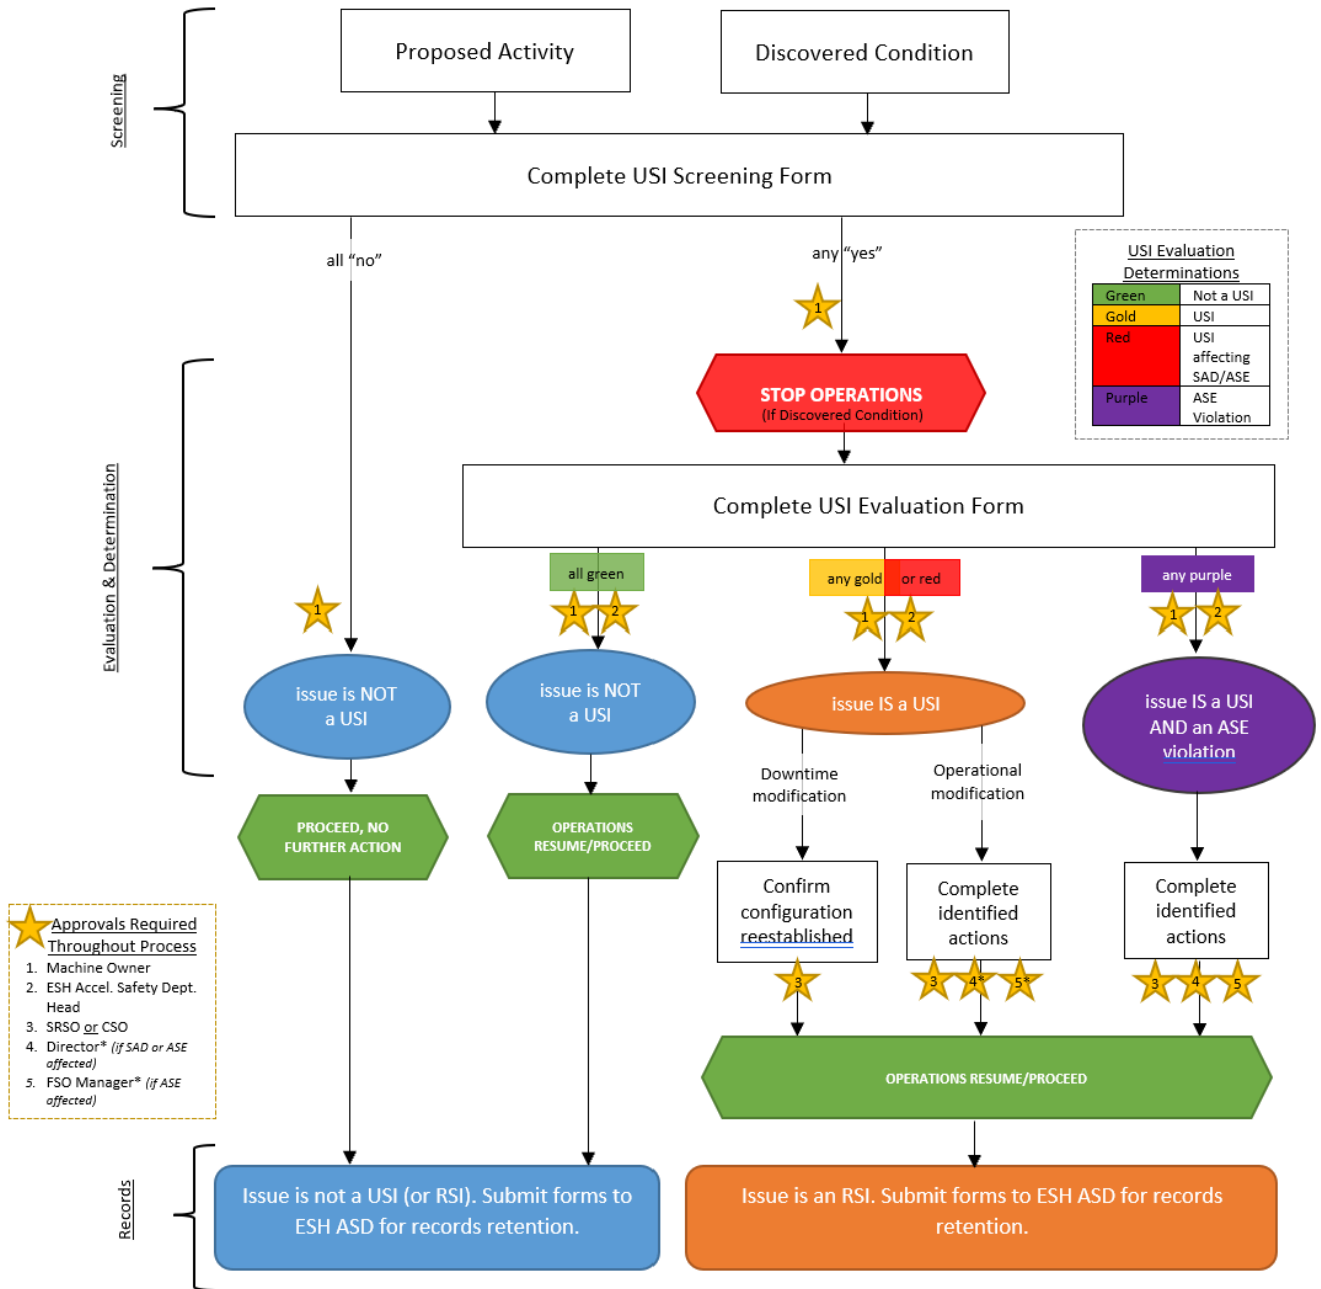 Screening
Proposed Activity
Discovered Condition
Complete USI Screening Form
all “no”
any “yes”
1
USI Evaluation
Determinations
Green Not a USI
Gold USI
Red USI
affecting
SAD/ASE
Purple ASE
Violation
Evaluation & Determination
STOP OPERATIONS
(If Discovered Condition)
Complete USI Evaluation Form
all green
any gold or red
any purple
1
1 2
1 2
1 2
issue is NOT
a USI
issue is NOT
a USI
issue IS a USI
issue IS a USI
AND an ASE
violation
Downtime
modification
Operational
modification
PROCEED, NO
FURTHER ACTION
OPERATIONS
RESUME/PROCEED
Confirm
configuration
reestablished
Complete
identified
actions
Complete
identified
actions
3
3 4* 5*
3 4 5
Approvals Required
Throughout Process
1. Machine Owner
2. ESH Accel. Safety Dept.
Head
3. SRSO or CSO
4. Director* (if SAD or ASE
affected)
5. FSO Manager* (if ASE
affected)
OPERATIONS RESUME/PROCEED
Records
Issue is not a USI (or RSI). Submit forms to
ESH ASD for records retention.
Issue is an RSI. Submit forms to ESH ASD for records
retention.